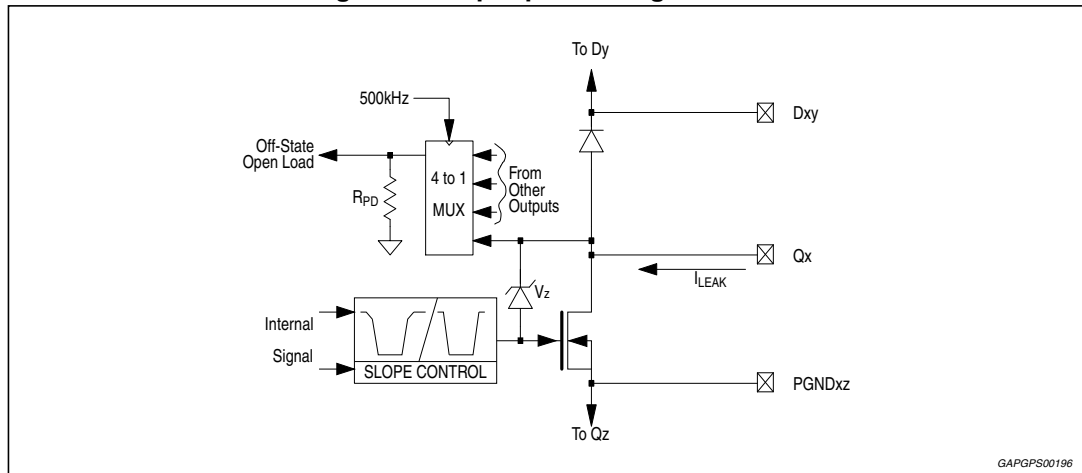 To Dy
500kHz
Dxy
Off-State
Open Load
4 to 1
MUX
From
Other
Outputs
RPD
Qx
ILEAK
Vz
Internal
Signal
SLOPE CONTROL
PGNDxz
To Qz
GAPGPS00196